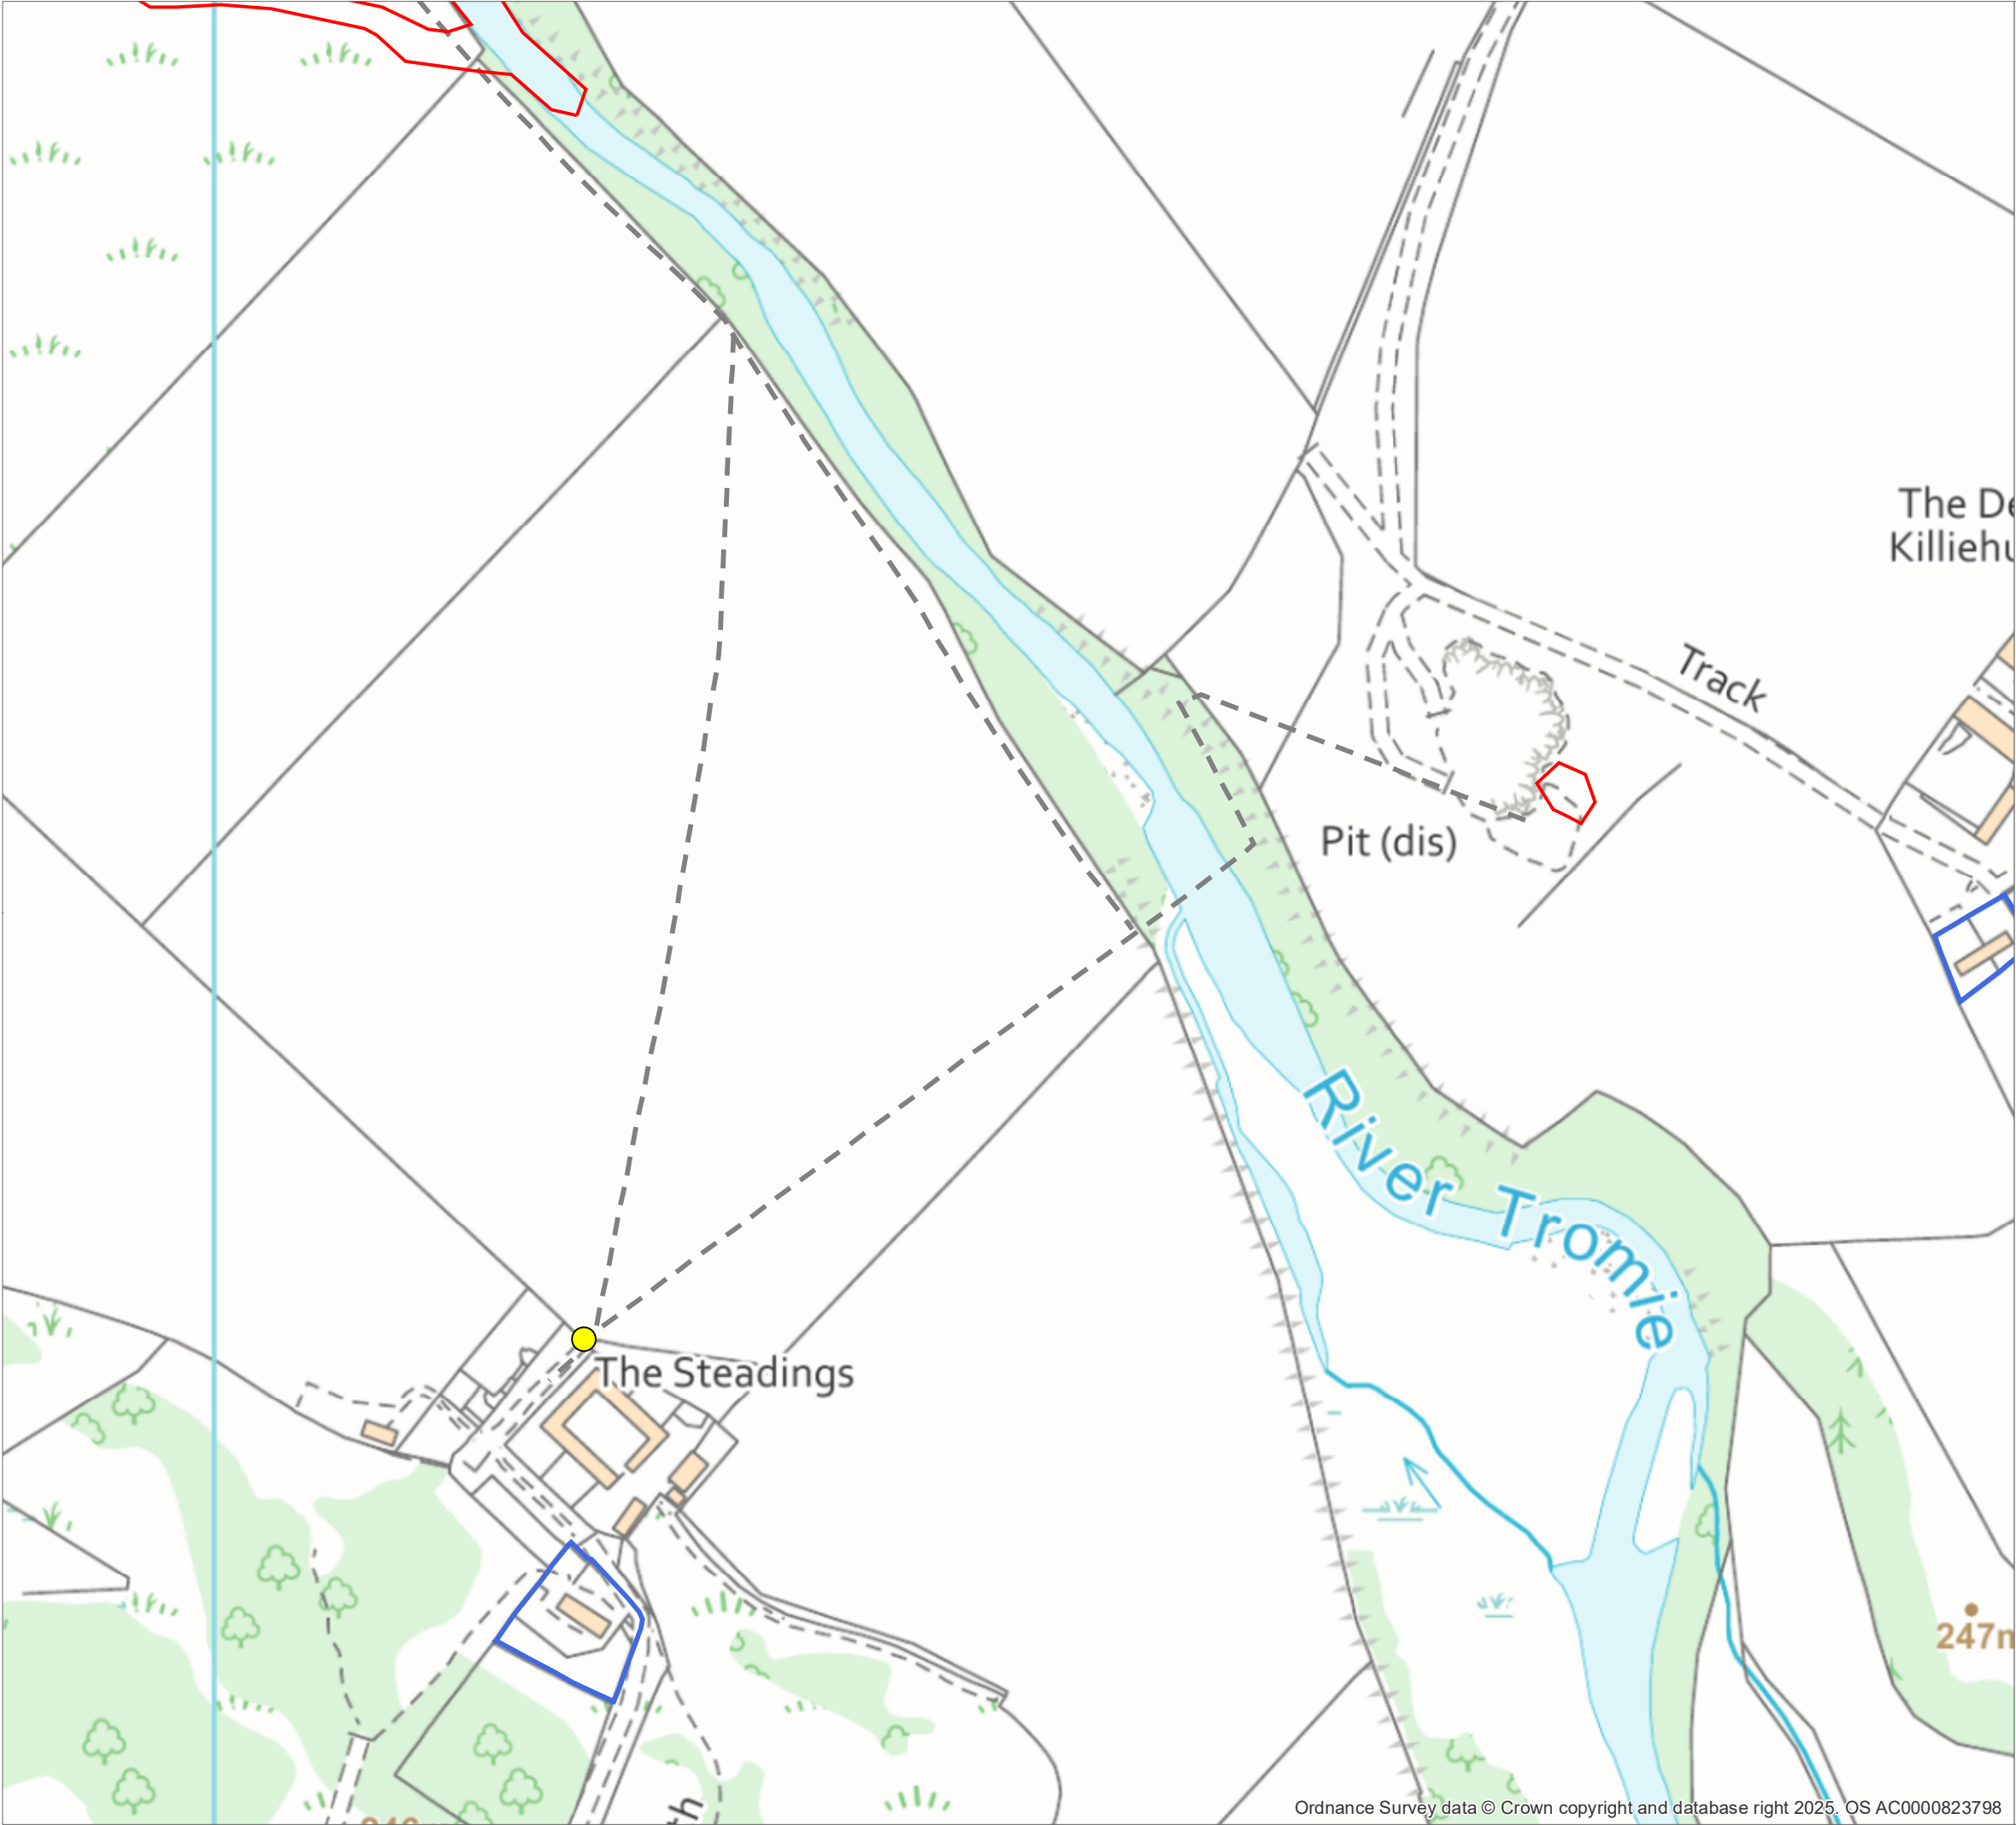 The De
Killiehu
Track
Pit (dis)
River Tromie
The Steadings
247m
th
Ordnance Survey data © Crown copyright and database right 2025. OS AC0000823798